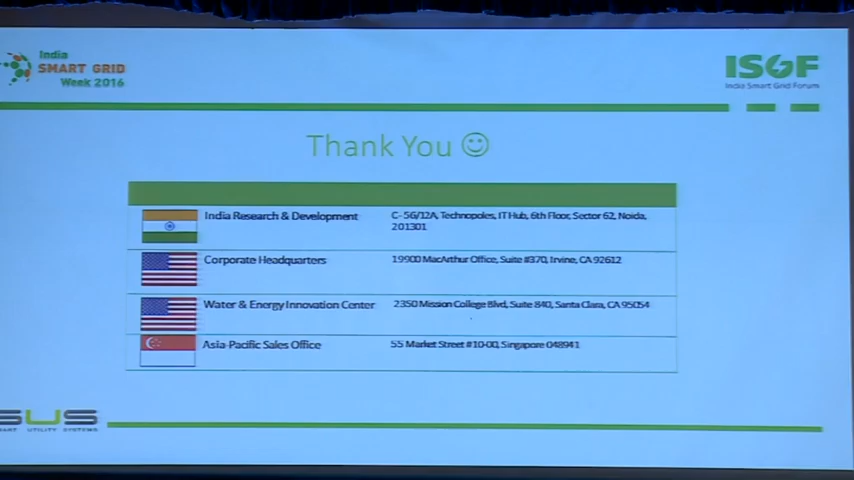 India
SMART GRID
Week 2016
ISGF
India Smart Grid Forum
Thank You ☺
India Research & Development
C- 56/12A, Technopoles, IT Hub, 6th Floor, Sector 62, Noida,
201301
Corporate Headquarters
19900 MacArthur Office, Suite #370, Irvine, CA 92612
Water & Energy Innovation Center
2350 Mission College Blvd, Suite 840, Santa Clara, CA 95054
Asia-Pacific Sales Office
55 Market Street #10-00, Singapore 048941
SUS
UTILITY SYSTEMS